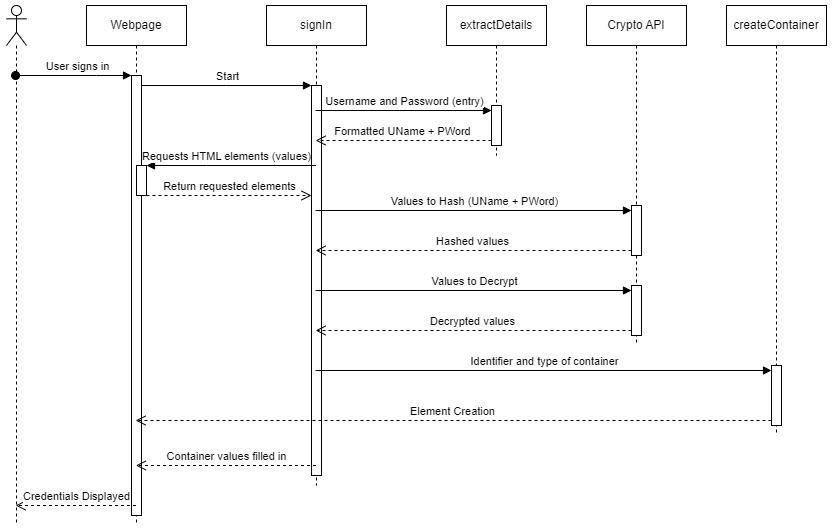 Webpage
signIn
extractDetails
Crypto API
createContainer
User signs in
Start
Username and Password (entry)
Formatted UName + PWord
Requests HTML elements (values)
Return requested elements
Values to Hash (UName + PWord)
Hashed values
Values to Decrypt
Decrypted values
Identifier and type of container
Element Creation
Container values filled in
Credentials Displayed